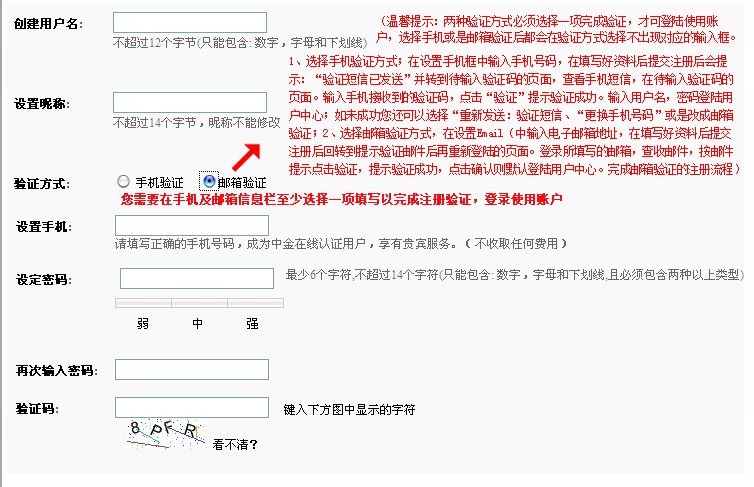 创建用户名:
不超过12个字节(只能包含: 数字，字母和下划线)
（温馨提示：两种验证方式必须选择一项完成验证，才可登陆使用账
户，选择手机或是邮箱验证后都会在验证方式选择不出现对应的输入框。
1、选择手机验证方式；在设置手机框中输入手机号码，在填写好资料后提交注册后会提
示：“验证短信已发送”并转到待输入验证码的页面，查看手机短信，在待输入验证码的
页面。输入手机接收到的验证码，点击“验证”提示验证成功。输入用户名，密码登陆用
户中心；如未成功您还可以选择“重新发送：验证短信、“更换手机号码”或是改成邮箱
验证；2、选择邮箱验证方式，在设置Email（中输入电子邮箱地址，在填写好资料后提交
注册后回转到提示验证邮件后再重新登陆的页面。登录所填写的邮箱，查收邮件，按邮件
提示点击验证，提示验证成功，点击确认则默认登陆用户中心。完成邮箱验证的注册流程）
设置昵称:
不超过14个字节，昵称不能修改
验证方式:
手机验证 邮箱验证
您需要在手机及邮箱信息栏至少选择一项填写以完成注册验证，登录使用账户
设置手机:
请填写正确的手机号码，成为中金在线认证用户，享有贵宾服务。（不收取任何费用）
设定密码:
最少6个字符,不超过14个字符(只能包含: 数字，字母和下划线,且必须包含两种以上类型)
弱 中 强
再次输入密码:
验证码:
键入下方图中显示的字符
8 P F R
看不清?